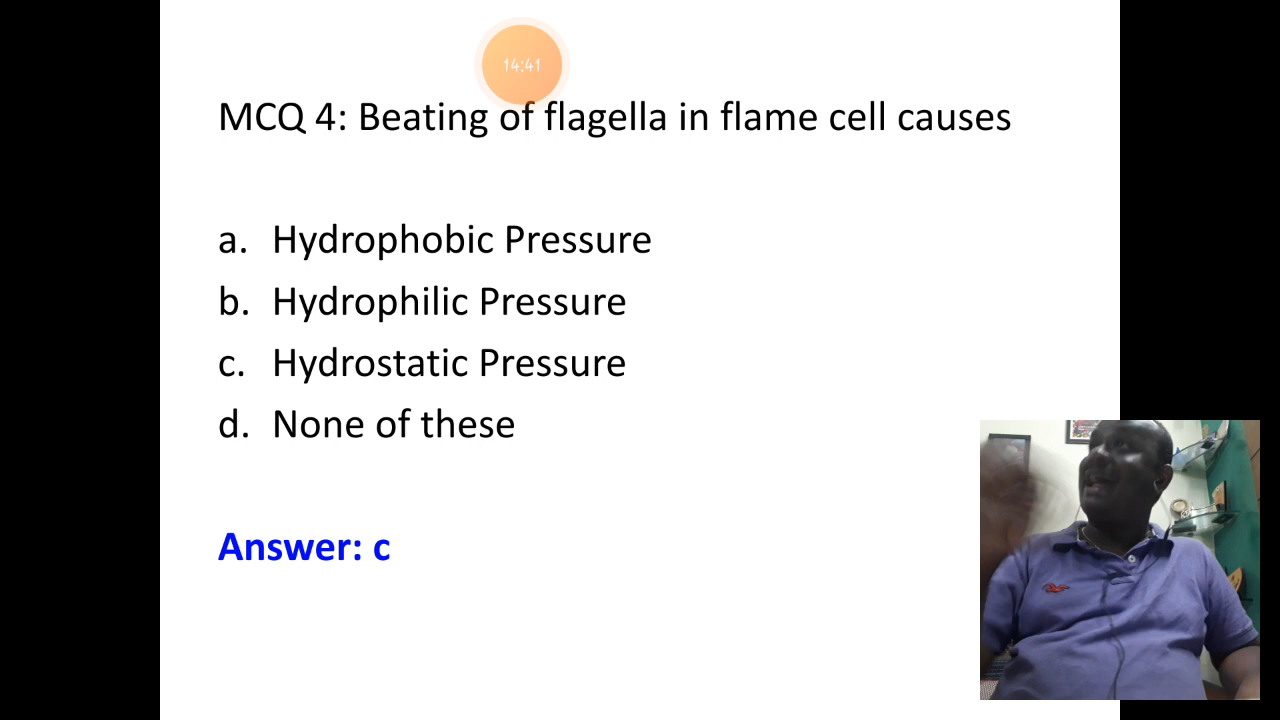 14:41
MCQ 4: Beating of flagella in flame cell causes
a. Hydrophobic Pressure
b. Hydrophilic Pressure
c. Hydrostatic Pressure
d. None of these
Answer: c